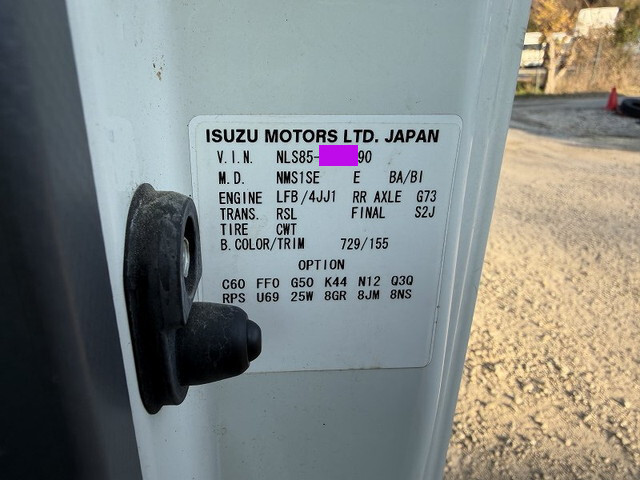 ISUZU MOTORS LTD. JAPAN
V.I.N. NLS85- 90
M.D. NMS1SE E BA/BI
ENGINE LFB/4JJ1 RR AXLE G73
TRANS. RSL FINAL S2J
TIRE CWT
B.COLOR/TRIM 729/155
OPTION
C60 FF0 G50 K44 N12 Q3Q
RPS U69 25W 8GR 8JM 8NS